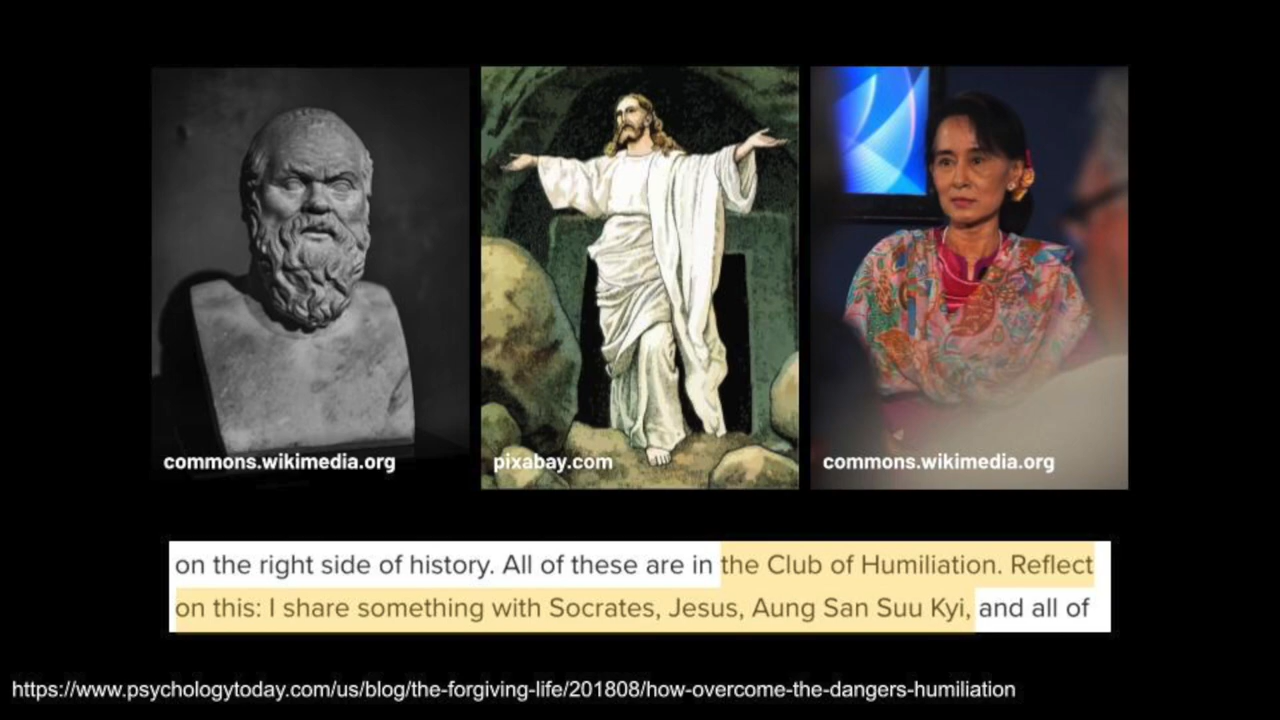 commons.wikimedia.org
pixabay.com
commons.wikimedia.org
on the right side of history. All of these are in the Club of Humiliation. Reflect
on this: I share something with Socrates, Jesus, Aung San Suu Kyi, and all of
https://www.psychologytoday.com/us/blog/the-forgiving-life/201808/how-overcome-the-dangers-humiliation